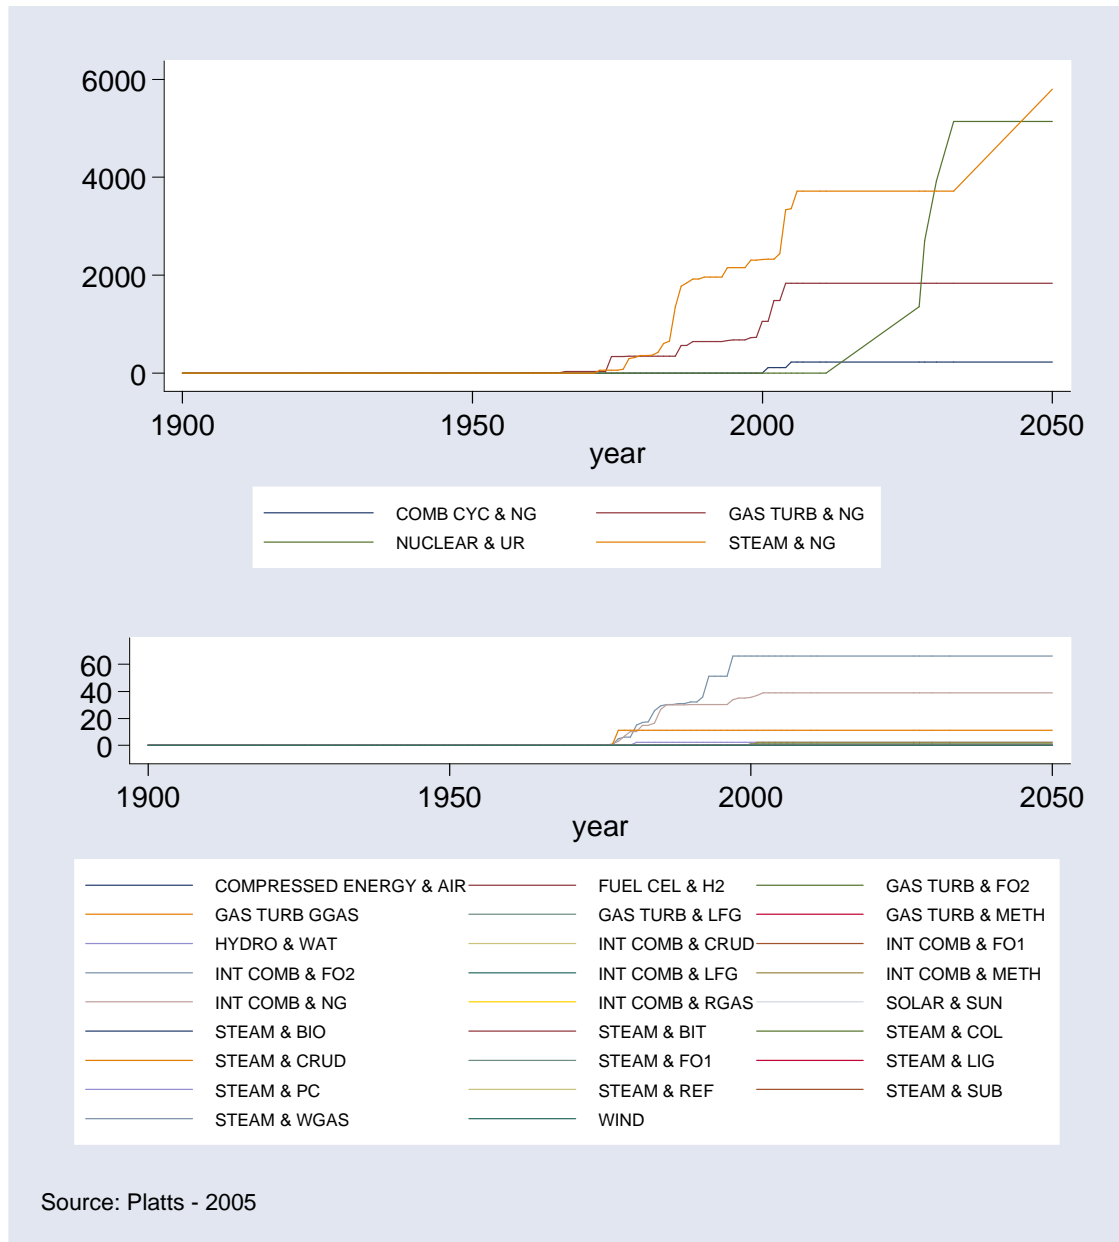 6000
4000
2000
0
1900 1950 2000 2050
year
COMB CYC & NG GAS TURB & NG
NUCLEAR & UR STEAM & NG
60
40
20
0
1900 1950 2000 2050
year
COMPRESSED ENERGY & AIR FUEL CEL & H2 GAS TURB & FO2
GAS TURB GGAS GAS TURB & LFG GAS TURB & METH
HYDRO & WAT INT COMB & CRUD INT COMB & FO1
INT COMB & FO2 INT COMB & LFG INT COMB & METH
INT COMB & NG INT COMB & RGAS SOLAR & SUN
STEAM & BIO STEAM & BIT STEAM & COL
STEAM & CRUD STEAM & FO1 STEAM & LIG
STEAM & PC STEAM & REF STEAM & SUB
STEAM & WGAS WIND
Source: Platts - 2005